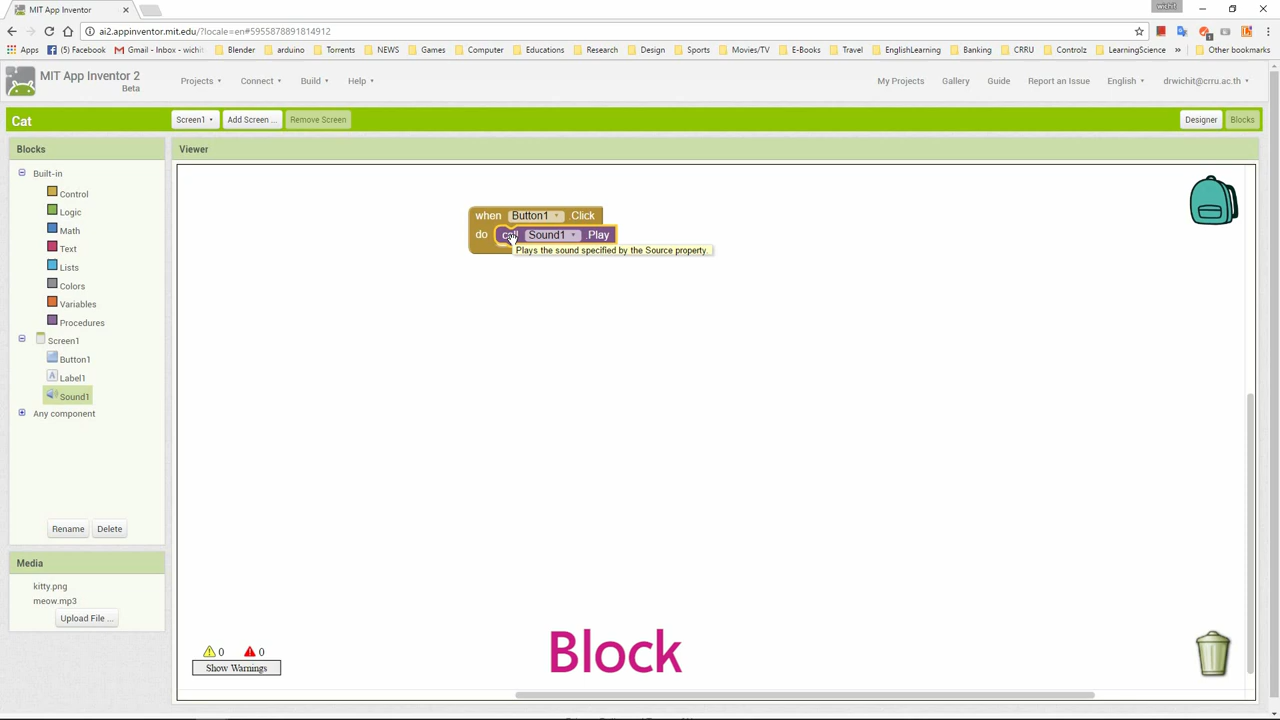 MIT App Inventor
wichit
ai2.appinventor.mit.edu/?locale=en#5955878891814912
Apps (5) Facebook Gmail - Inbox - wichit Blender arduino Torrents NEWS Games Computer Educations Research Design Sports Movies/TV E-Books Travel EnglishLearning Banking CRRU Controlz LearningScience » Other bookmarks
MIT App Inventor 2
Beta
Projects Connect Build Help My Projects Gallery Guide Report an Issue English drwichit@crru.ac.th
Cat Screen1 Add Screen ... Remove Screen Designer Blocks
Blocks
Viewer
Built-in
Control
Logic
Math
Text
Lists
Colors
Variables
Procedures
Screen1
Button1
Label1
Sound1
Any component
Rename Delete
Media
kitty.png
meow.mp3
Upload File ...
when Button1 .Click
do call Sound1 .Play
Plays the sound specified by the Source property.
0 0
Show Warnings
Block